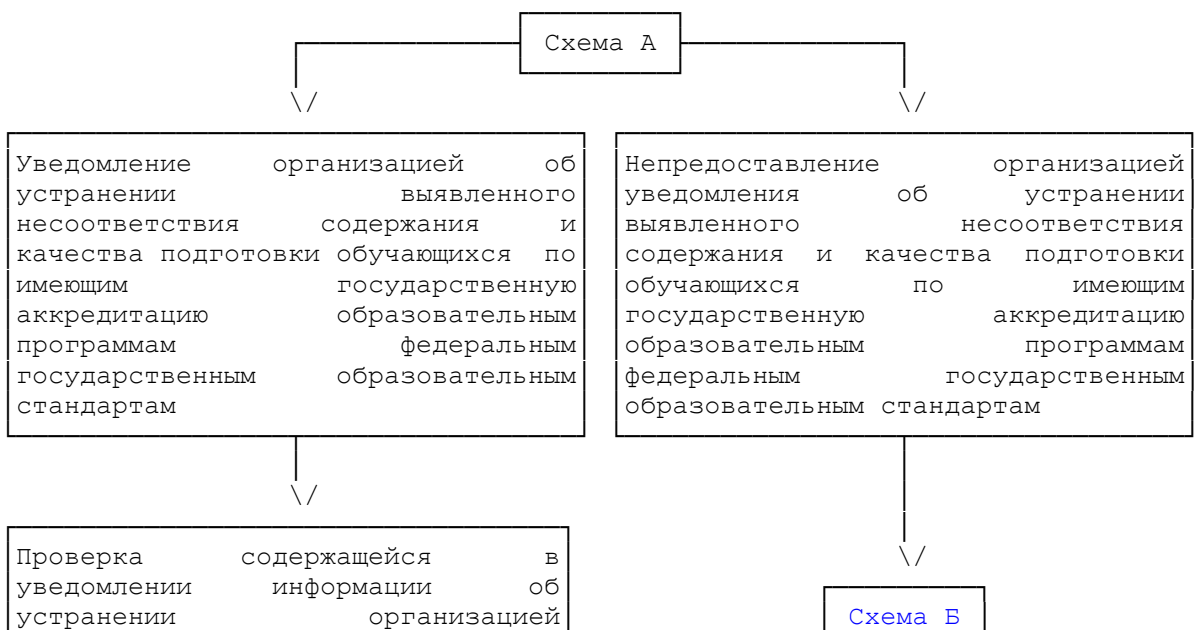 Схема А
Уведомление организацией об
устранении выявленного
несоответствия содержания и
качества подготовки обучающихся по
имеющим государственную
аккредитацию образовательным
программам федеральным
государственным образовательным
стандартам
Непредоставление организацией
уведомления об устранении
выявленного несоответствия
содержания и качества подготовки
обучающихся по имеющим
государственную аккредитацию
образовательным программам
федеральным государственным
образовательным стандартам
Проверка содержащейся в
уведомлении информации об
устранении организацией
Схема Б